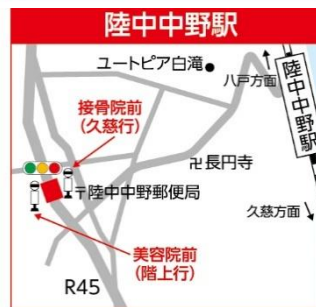 陸中中野駅
ユートピア白滝
八戸方面
陸中中野駅
接骨院前
(久慈行)
卍長円寺
〒陸中中野郵便局
久慈方面
美容院前
(階上行)
R45